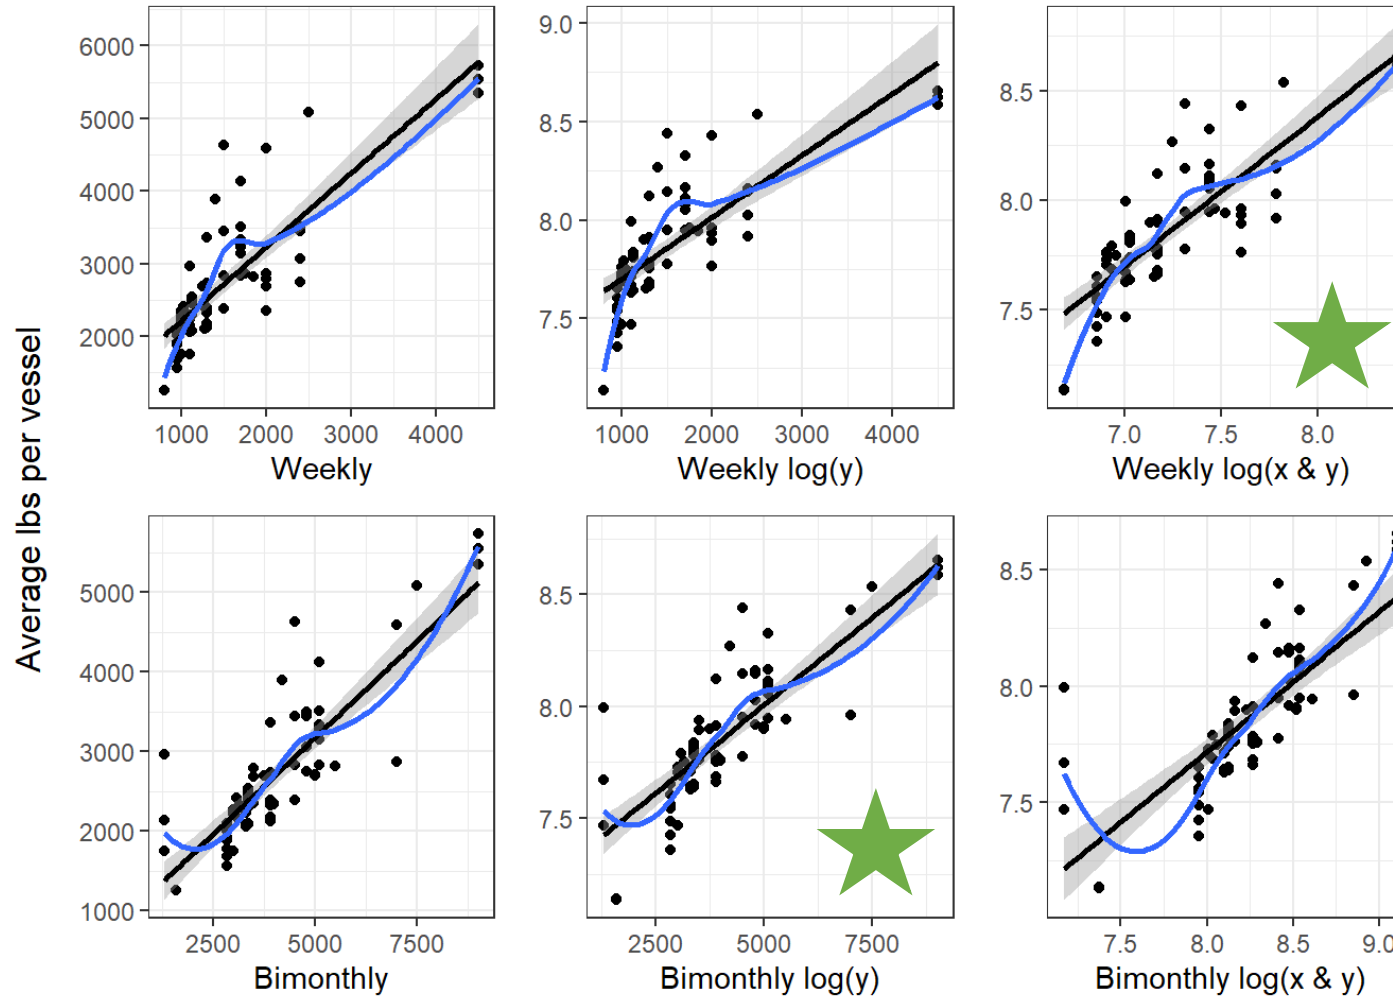 Average lbs per vessel
6000
5000
4000
3000
2000
1000 2000 3000 4000
Weekly
9.0
8.5
8.0
7.5
1000 2000 3000 4000
Weekly log(y)
8.5
8.0
7.5
7.0 7.5 8.0
Weekly log(x & y)
5000
4000
3000
2000
1000
2500 5000 7500
Bimonthly
8.5
8.0
7.5
2500 5000 7500
Bimonthly log(y)
8.5
8.0
7.5
7.5 8.0 8.5 9.0
Bimonthly log(x & y)